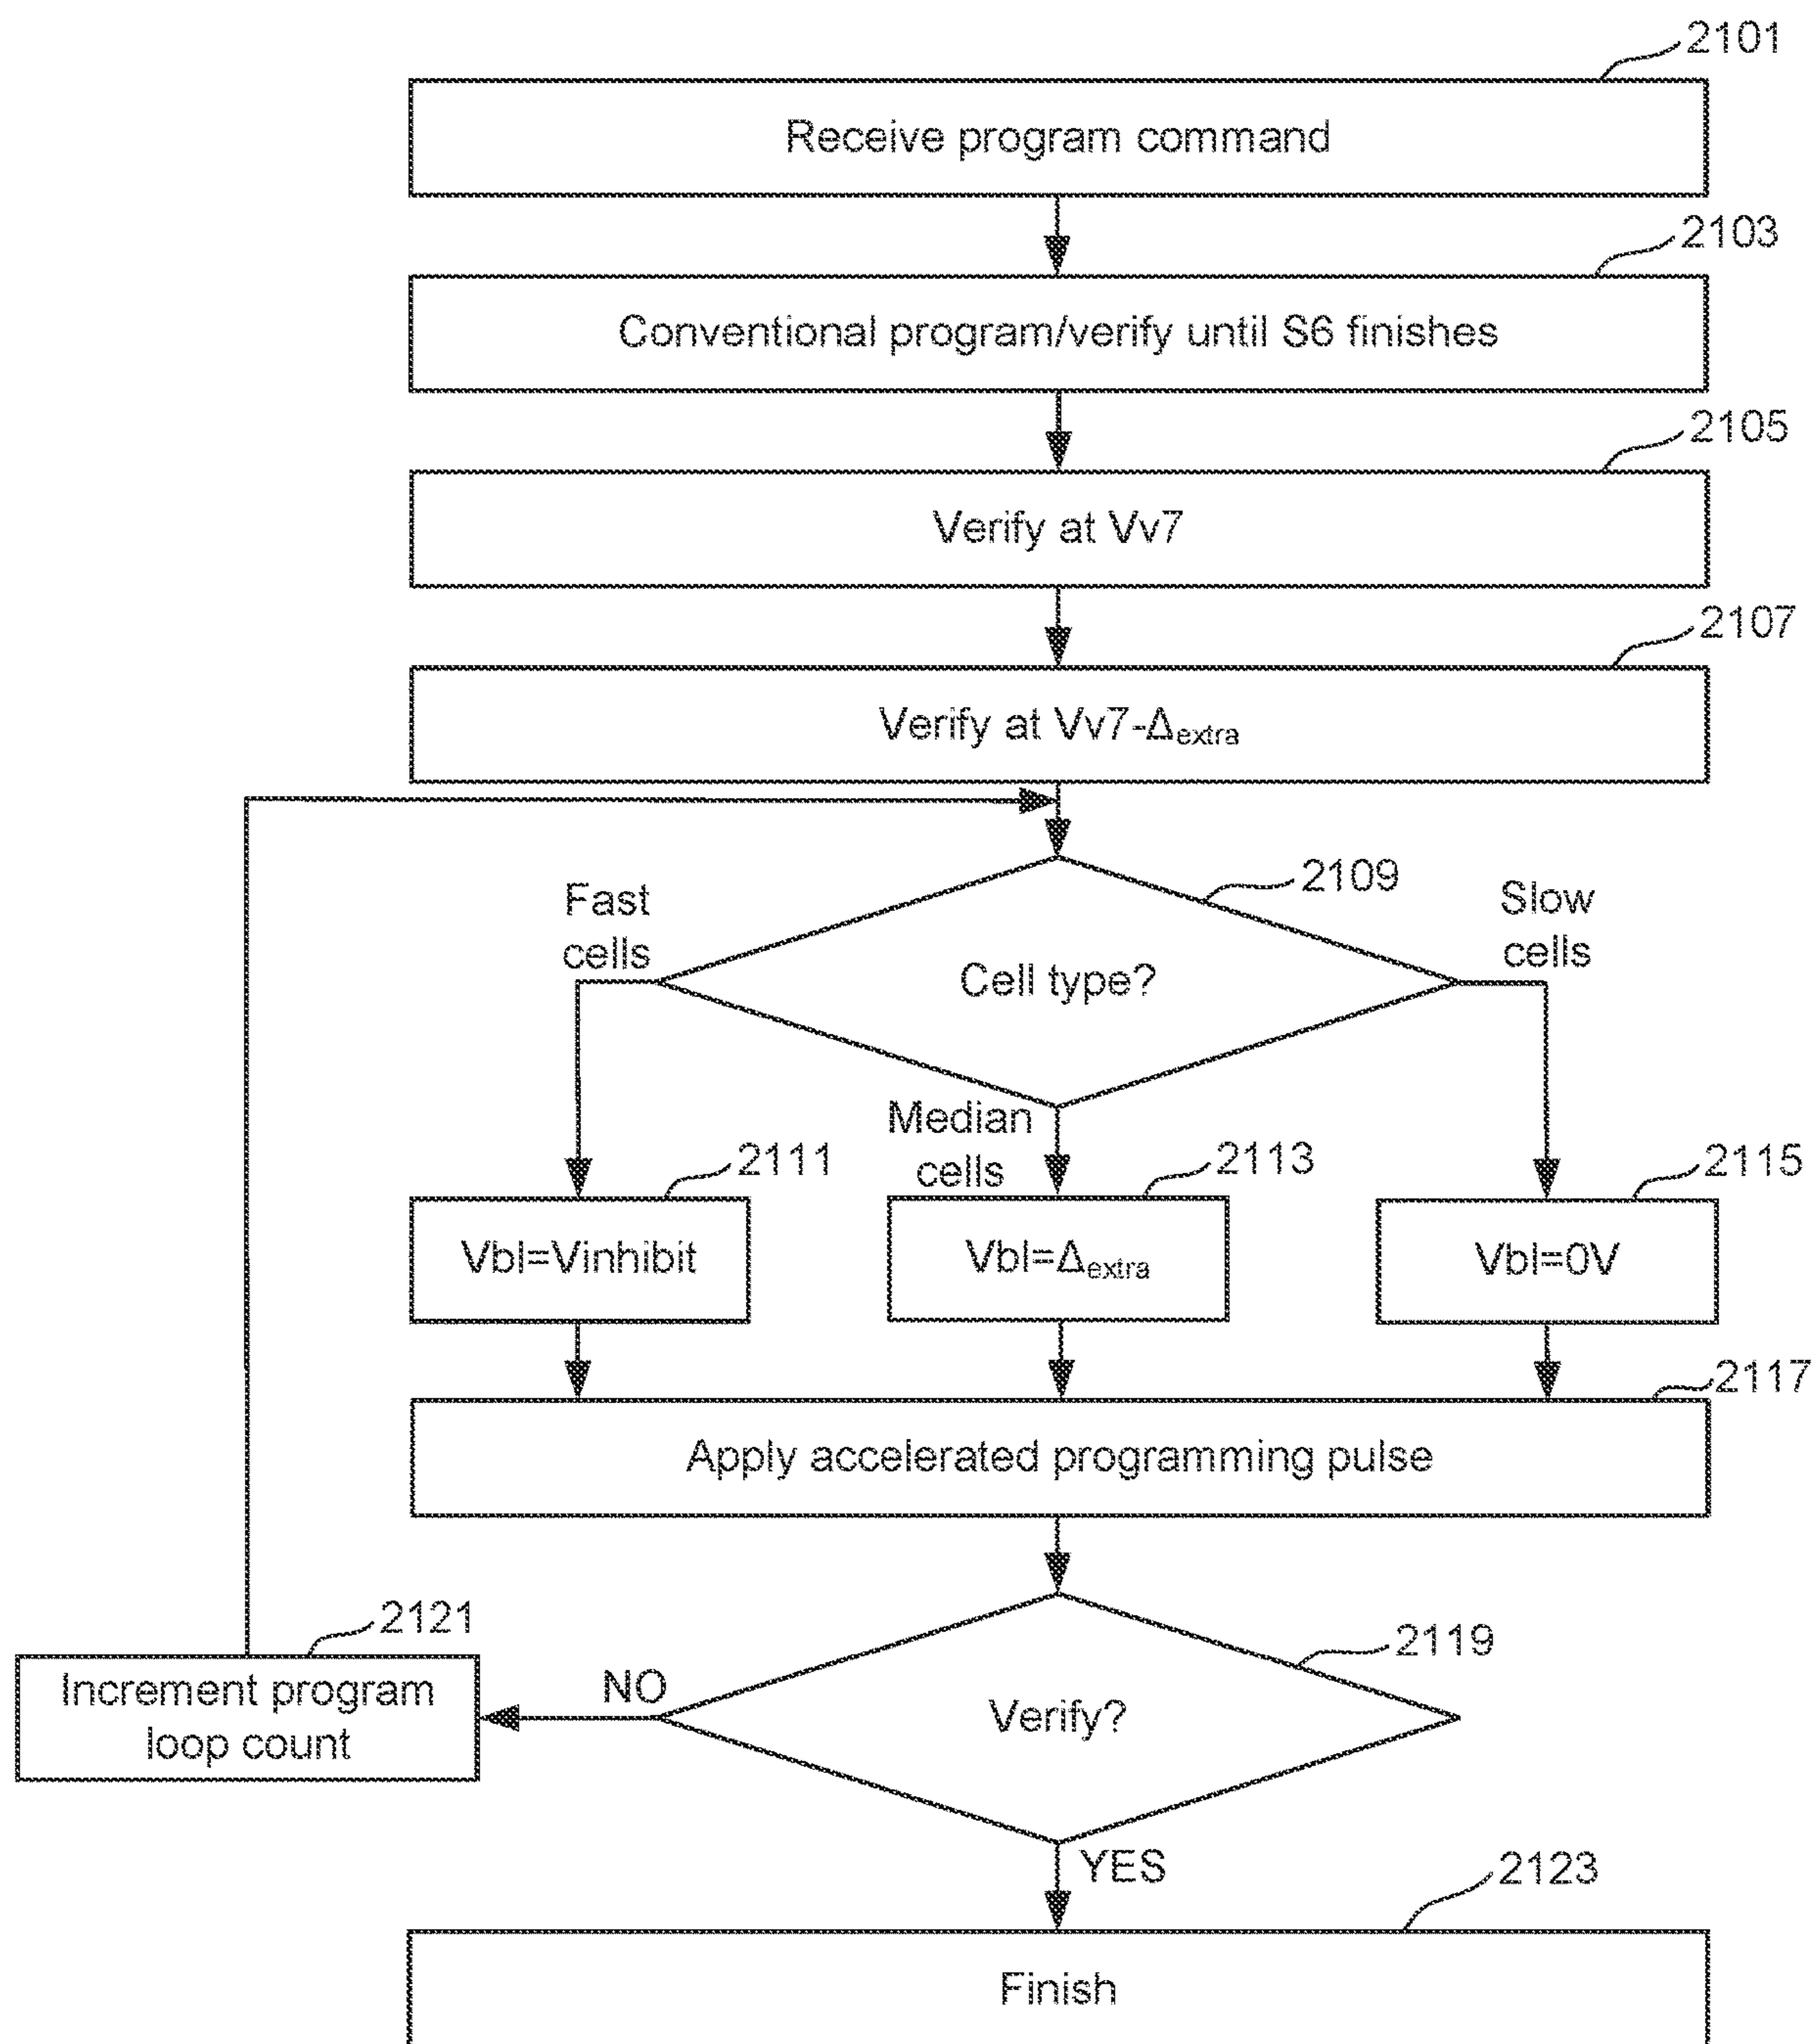 2101
Receive program command
2103
Conventional program/verify until S6 finishes
2105
Verify at Vv7
2107
Verify at Vv7-Δextra
2109
Fast
cells
Slow
cells
Cell type?
Median
cells
2111
2113
2115
Vbl=Vinhibit
Vbl=Δextra
Vbl=0V
2117
Apply accelerated programming pulse
2121
2119
Increment program
loop count
NO
Verify?
YES
2123
Finish